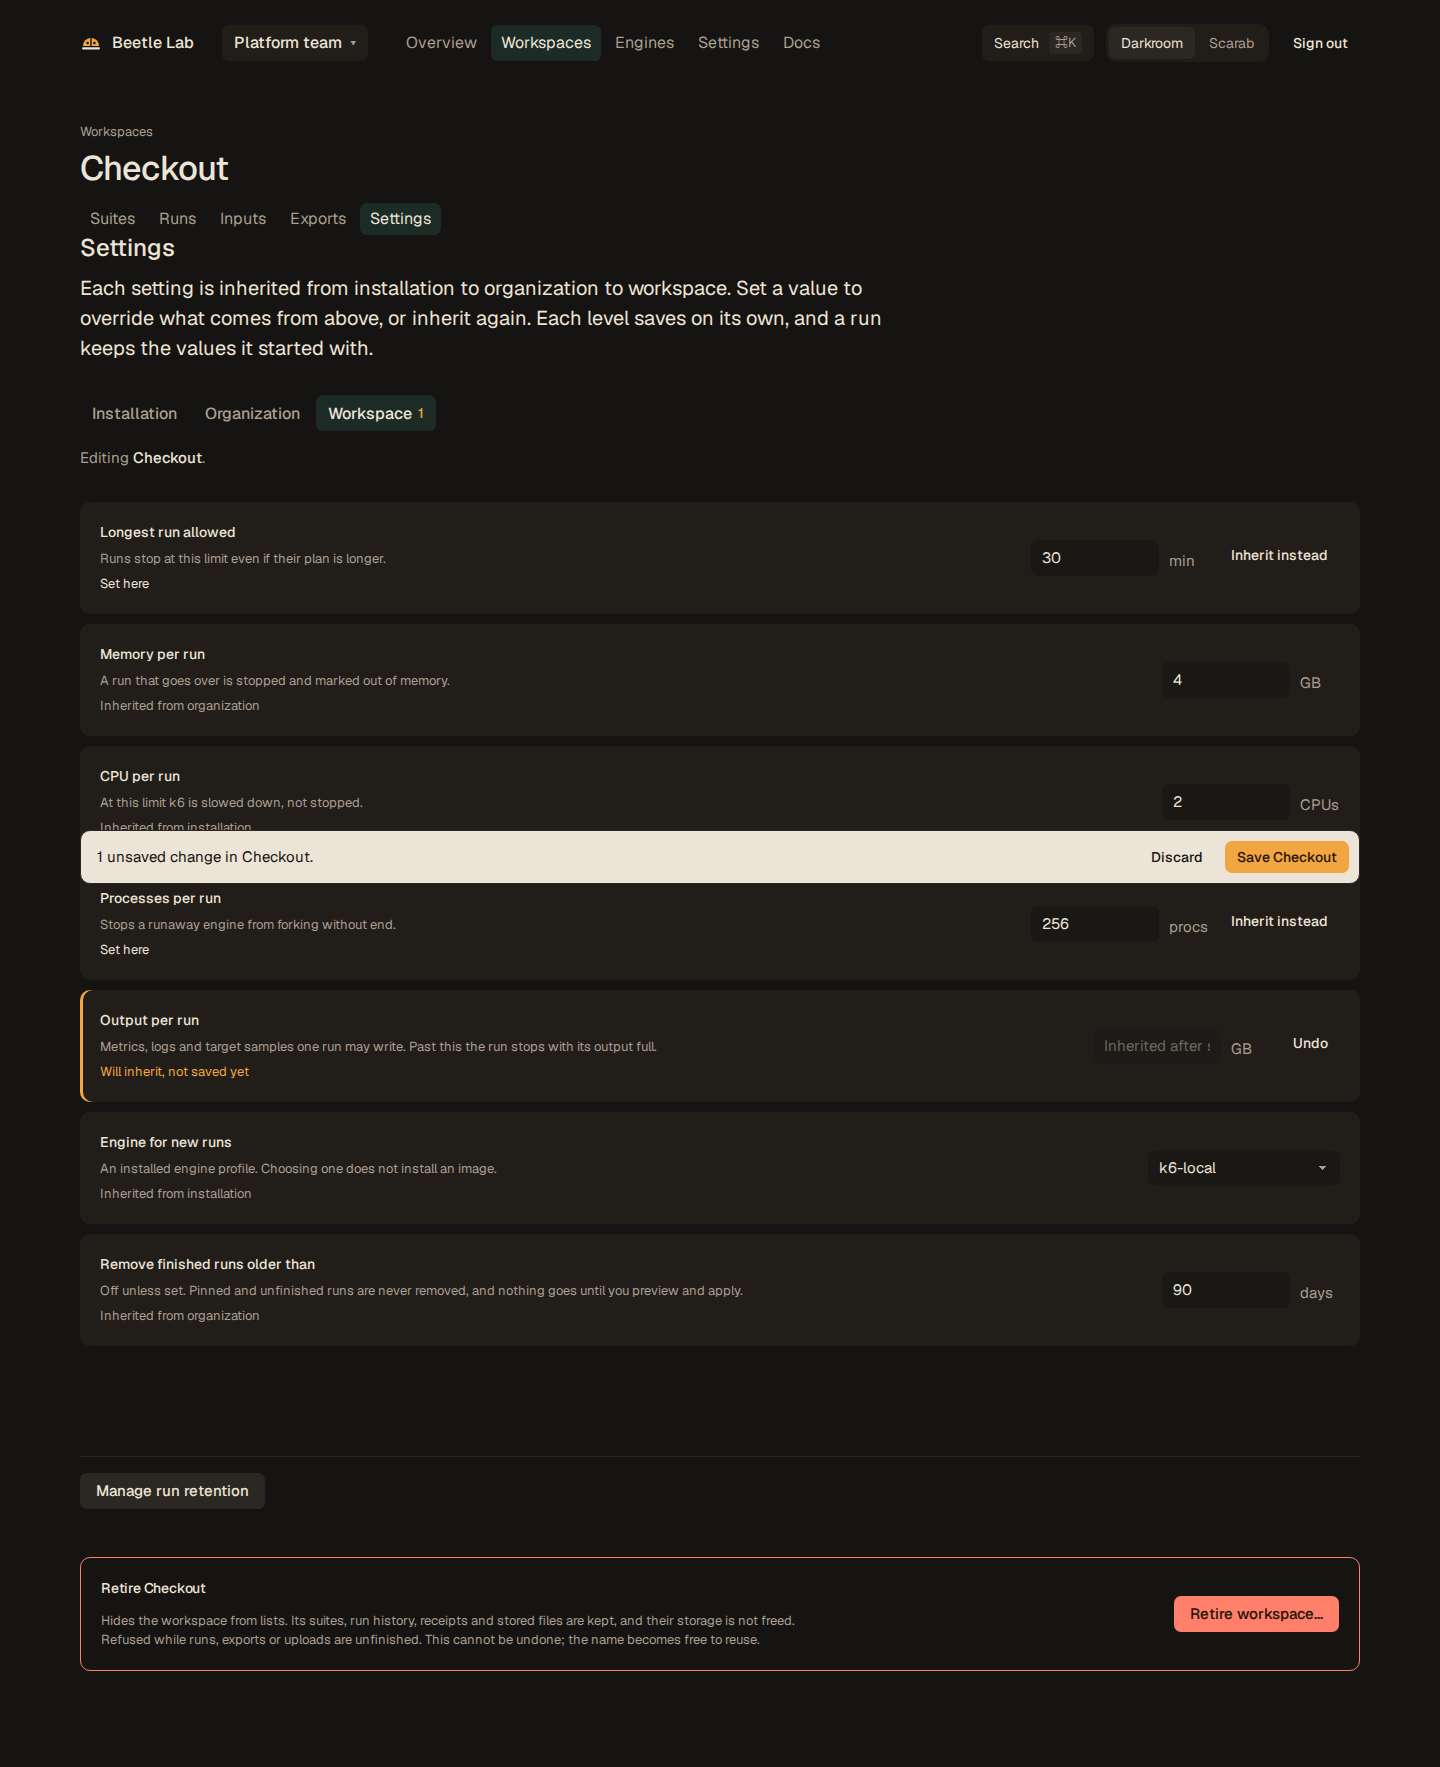 Beetle Lab
Platform team
Overview
Workspaces
Engines
Settings
Docs
Search ⌘K
Darkroom
Scarab
Sign out
Workspaces
Checkout
Suites
Runs
Inputs
Exports
Settings
Settings
Each setting is inherited from installation to organization to workspace. Set a value to
override what comes from above, or inherit again. Each level saves on its own, and a run
keeps the values it started with.
Installation
Organization
Workspace 1
Editing Checkout.
Longest run allowed
Runs stop at this limit even if their plan is longer.
Set here
30 min
Inherit instead
Memory per run
A run that goes over is stopped and marked out of memory.
Inherited from organization
4 GB
CPU per run
At this limit k6 is slowed down, not stopped.
Inherited from installation
2 CPUs
1 unsaved change in Checkout.
Discard
Save Checkout
Processes per run
Stops a runaway engine from forking without end.
Set here
256 procs
Inherit instead
Output per run
Metrics, logs and target samples one run may write. Past this the run stops with its output full.
Will inherit, not saved yet
Inherited after GB
Undo
Engine for new runs
An installed engine profile. Choosing one does not install an image.
Inherited from installation
k6-local
Remove finished runs older than
Off unless set. Pinned and unfinished runs are never removed, and nothing goes until you preview and apply.
Inherited from organization
90 days
Manage run retention
Retire Checkout
Hides the workspace from lists. Its suites, run history, receipts and stored files are kept, and their storage is not freed.
Refused while runs, exports or uploads are unfinished. This cannot be undone; the name becomes free to reuse.
Retire workspace…